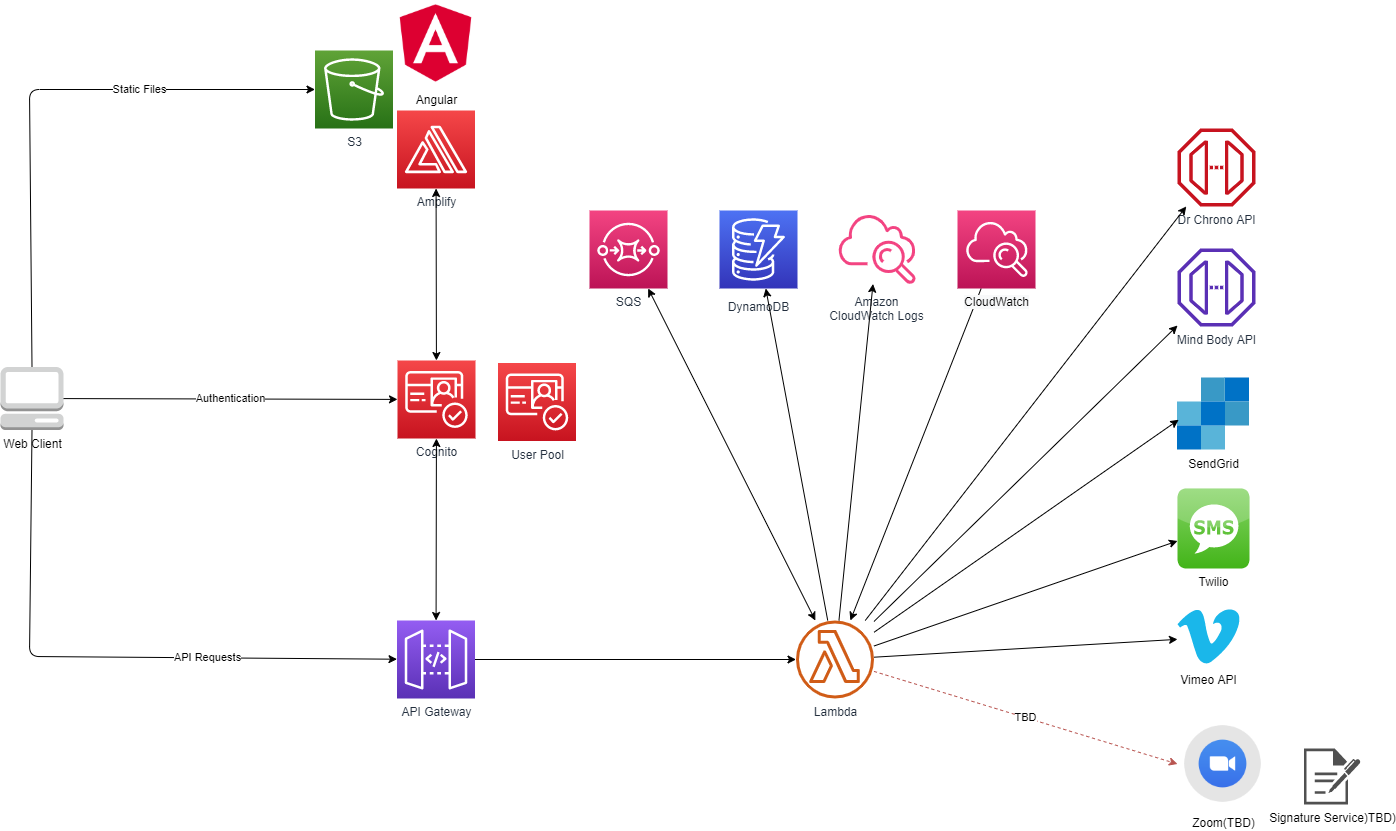 Angular
Static Files
S3
Amplify
SQS
DynamoDB
Amazon
CloudWatch Logs
CloudWatch
Dr Chrono API
Mind Body API
Web Client
Authentication
Cognito
User Pool
SendGrid
SMS
Twilio
API Requests
</>
API Gateway
Lambda
Vimeo API
TBD
Zoom(TBD)
Signature Service)TBD)